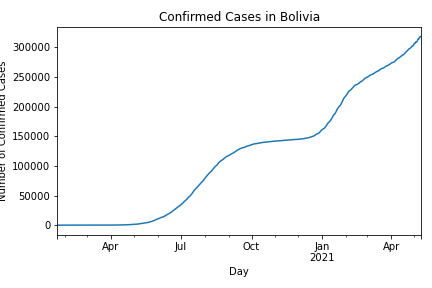 Confirmed Cases in Bolivia
Number of Confirmed Cases
300000
250000
200000
150000
100000
50000
0
Apr
Jul
Oct
Jan
2021
Apr
Day